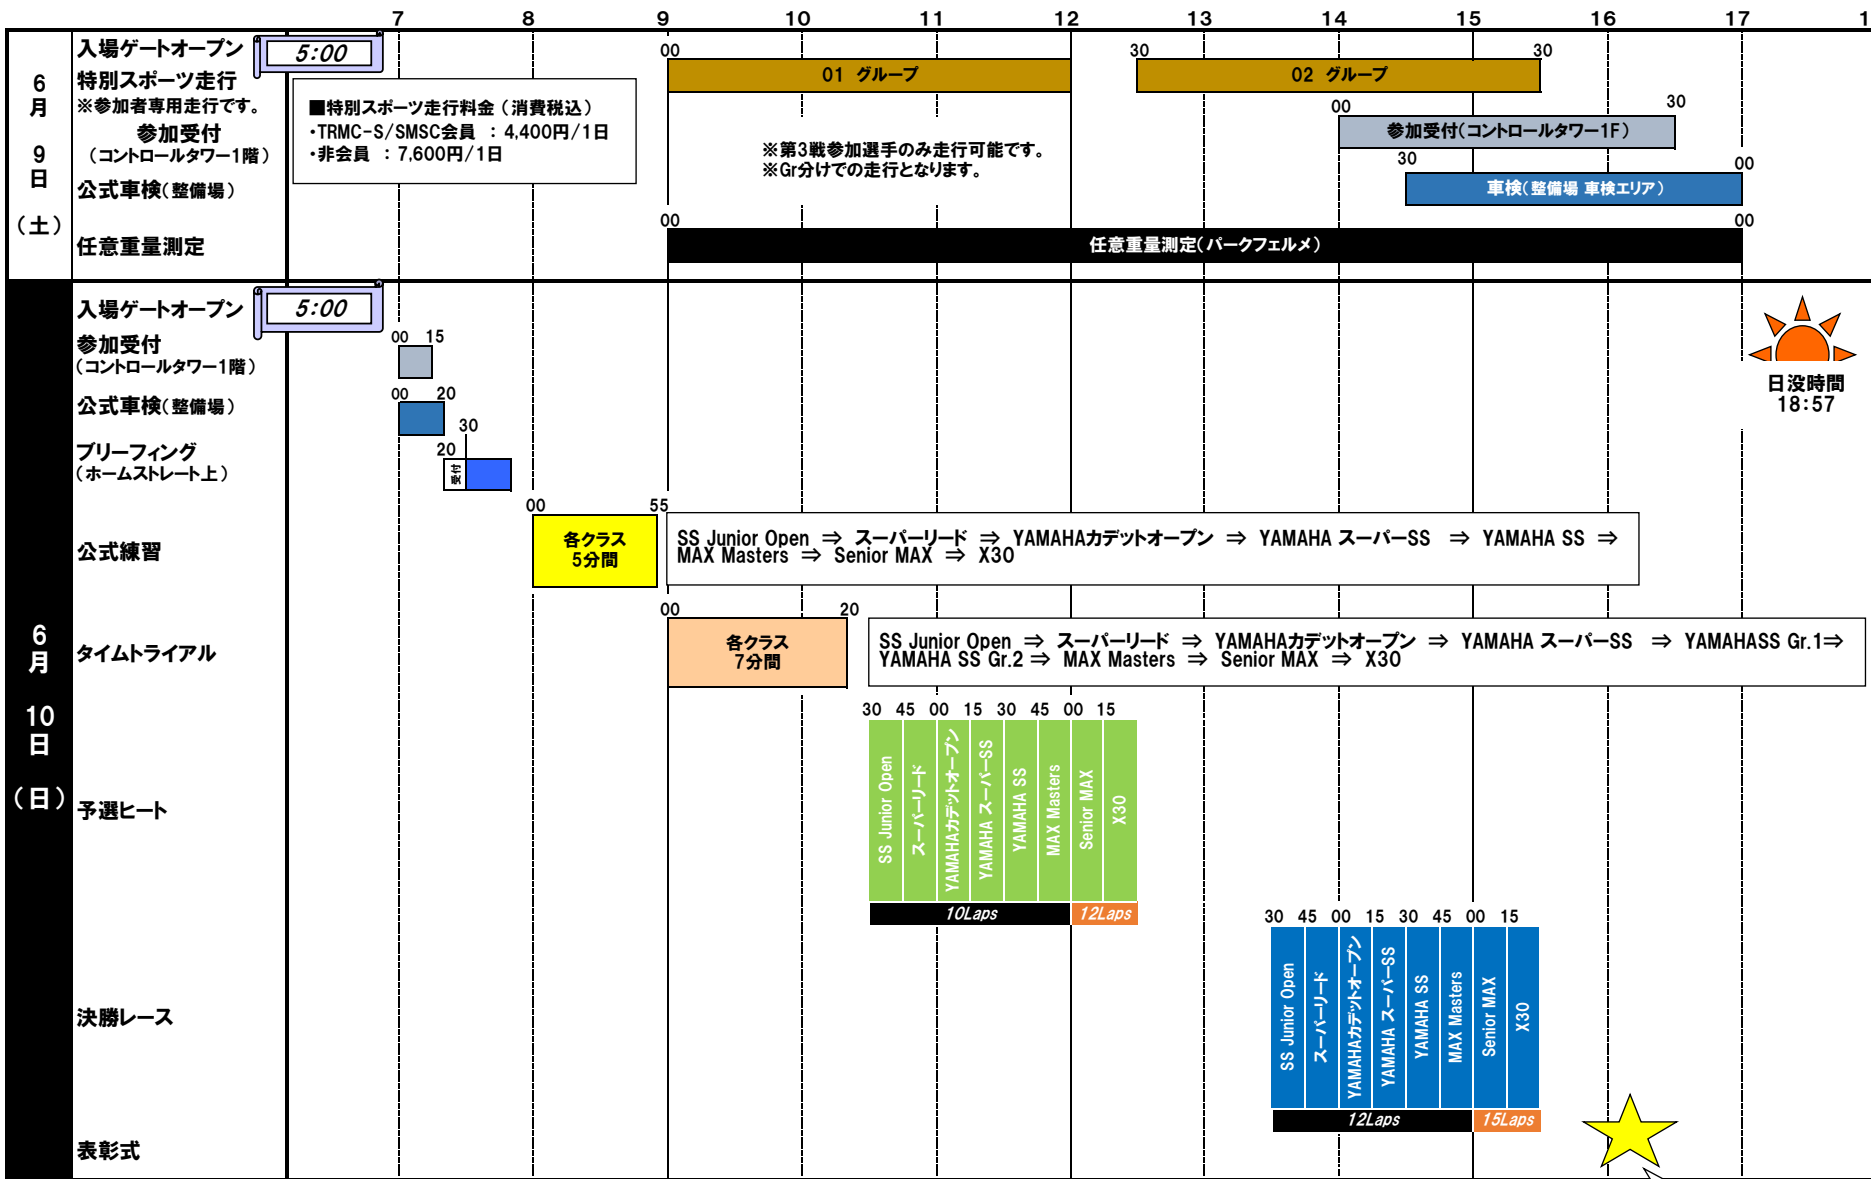 7 8 9 10 11 12 13 14 15 16 17 1
6月9日(土)
入場ゲートオープン
5:00
特別スポーツ走行
※参加者専用走行です。
00
01 グループ
30
02 グループ
30
■特別スポーツ走行料金(消費税込)
・TRMC-S/SMSC会員 : 4,400円/1日
・非会員 : 7,600円/1日
※第3戦参加選手のみ走行可能です。
※Gr分けでの走行となります。
参加受付
(コントロールタワー1階)
00
参加受付(コントロールタワー1F)
30
公式車検(整備場)
30
車検(整備場 車検エリア)
00
任意重量測定
00
任意重量測定(パークフェルメ)
00
6月10日(日)
入場ゲートオープン
5:00
日没時間
18:57
参加受付
(コントロールタワー1階)
00 15
公式車検(整備場)
00 20
ブリーフィング
(ホームストレート上)
20
受付
30
公式練習
00 55
各クラス
5分間
SS Junior Open ⇒ スーパーリード ⇒ YAMAHAカデットオープン ⇒ YAMAHA スーパーSS ⇒ YAMAHA SS ⇒
MAX Masters ⇒ Senior MAX ⇒ X30
タイムトライアル
00 20
各クラス
7分間
SS Junior Open ⇒ スーパーリード ⇒ YAMAHAカデットオープン ⇒ YAMAHA スーパーSS ⇒ YAMAHASS Gr.1⇒
YAMAHA SS Gr.2 ⇒ MAX Masters ⇒ Senior MAX ⇒ X30
予選ヒート
30 45 00 15 30 45 00 15
SS Junior Open
スーパーリード
YAMAHAカデットオープン
YAMAHA スーパーSS
YAMAHA SS
MAX Masters
Senior MAX
X30
10Laps
12Laps
決勝レース
30 45 00 15 30 45 00 15
SS Junior Open
スーパーリード
YAMAHAカデットオープン
YAMAHA スーパーSS
YAMAHA SS
MAX Masters
Senior MAX
X30
12Laps
15Laps
表彰式